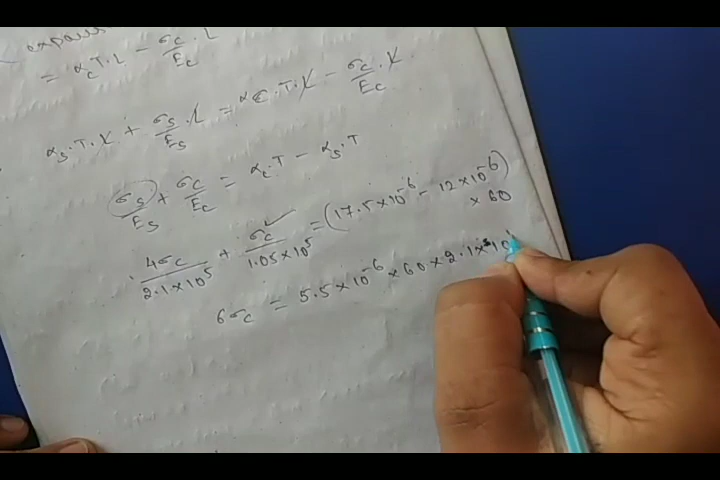 expans
= αc.T.L − σc/Ec . L
αs.T.L + σs/Es . L = αc.T.L − σc/Ec . L
σs/Es + σc/Ec = αc.T − αs.T
4σc/2.1×10^5 + σc/1.05×10^5 = (17.5×10^-6 − 12×10^-6) × 60
6σc = 5.5×10^-6 × 60 × 2.1×10